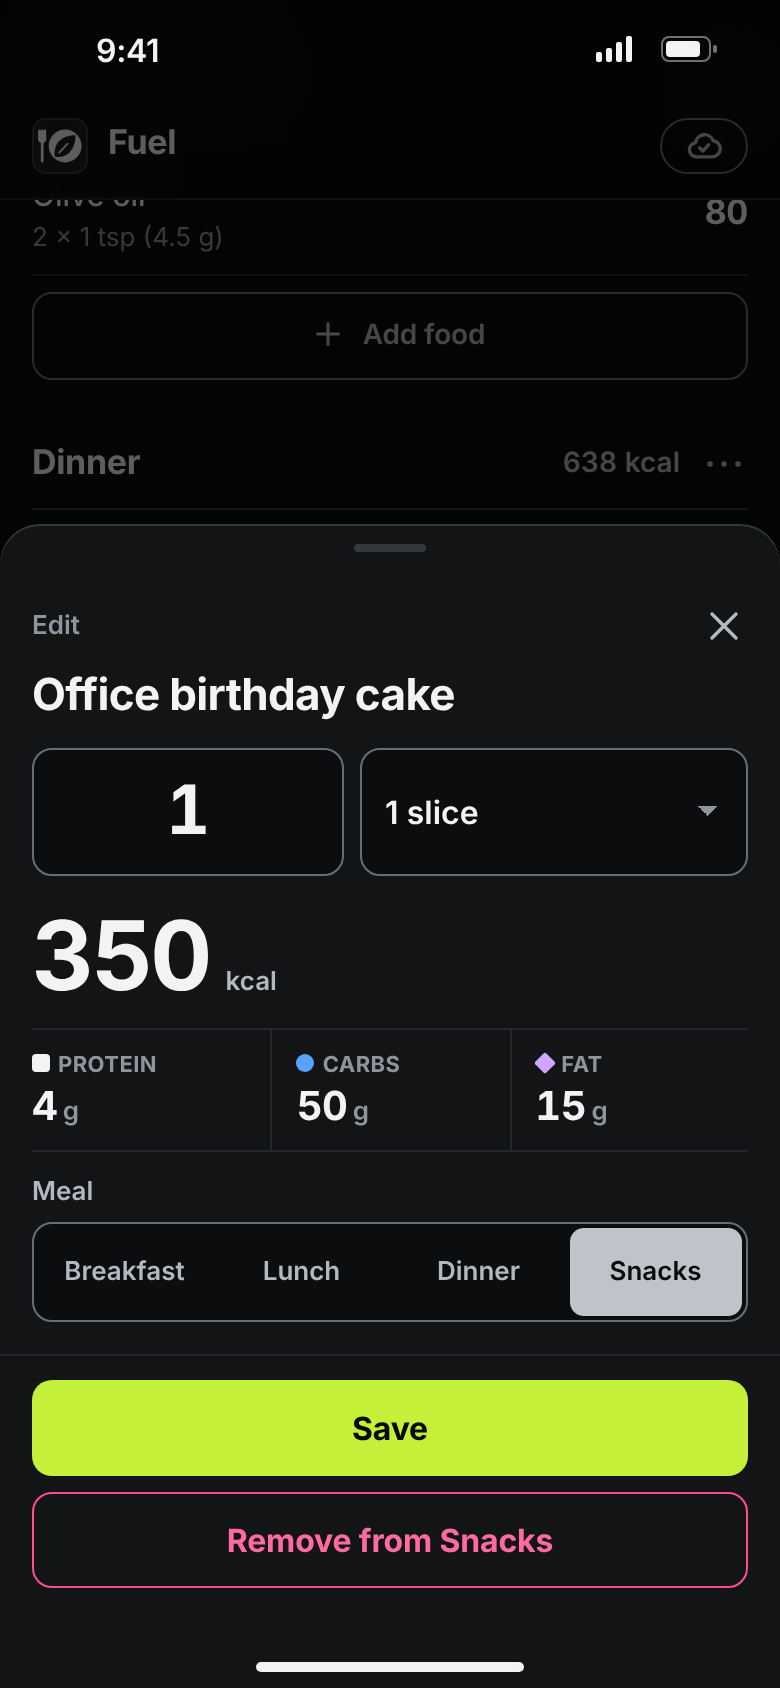 9:41
Fuel
Olive oil
80
2 × 1 tsp (4.5 g)
Add food
Dinner
638 kcal
Edit
Office birthday cake
1
1 slice
350 kcal
PROTEIN
CARBS
FAT
4 g
50 g
15 g
Meal
Breakfast
Lunch
Dinner
Snacks
Save
Remove from Snacks